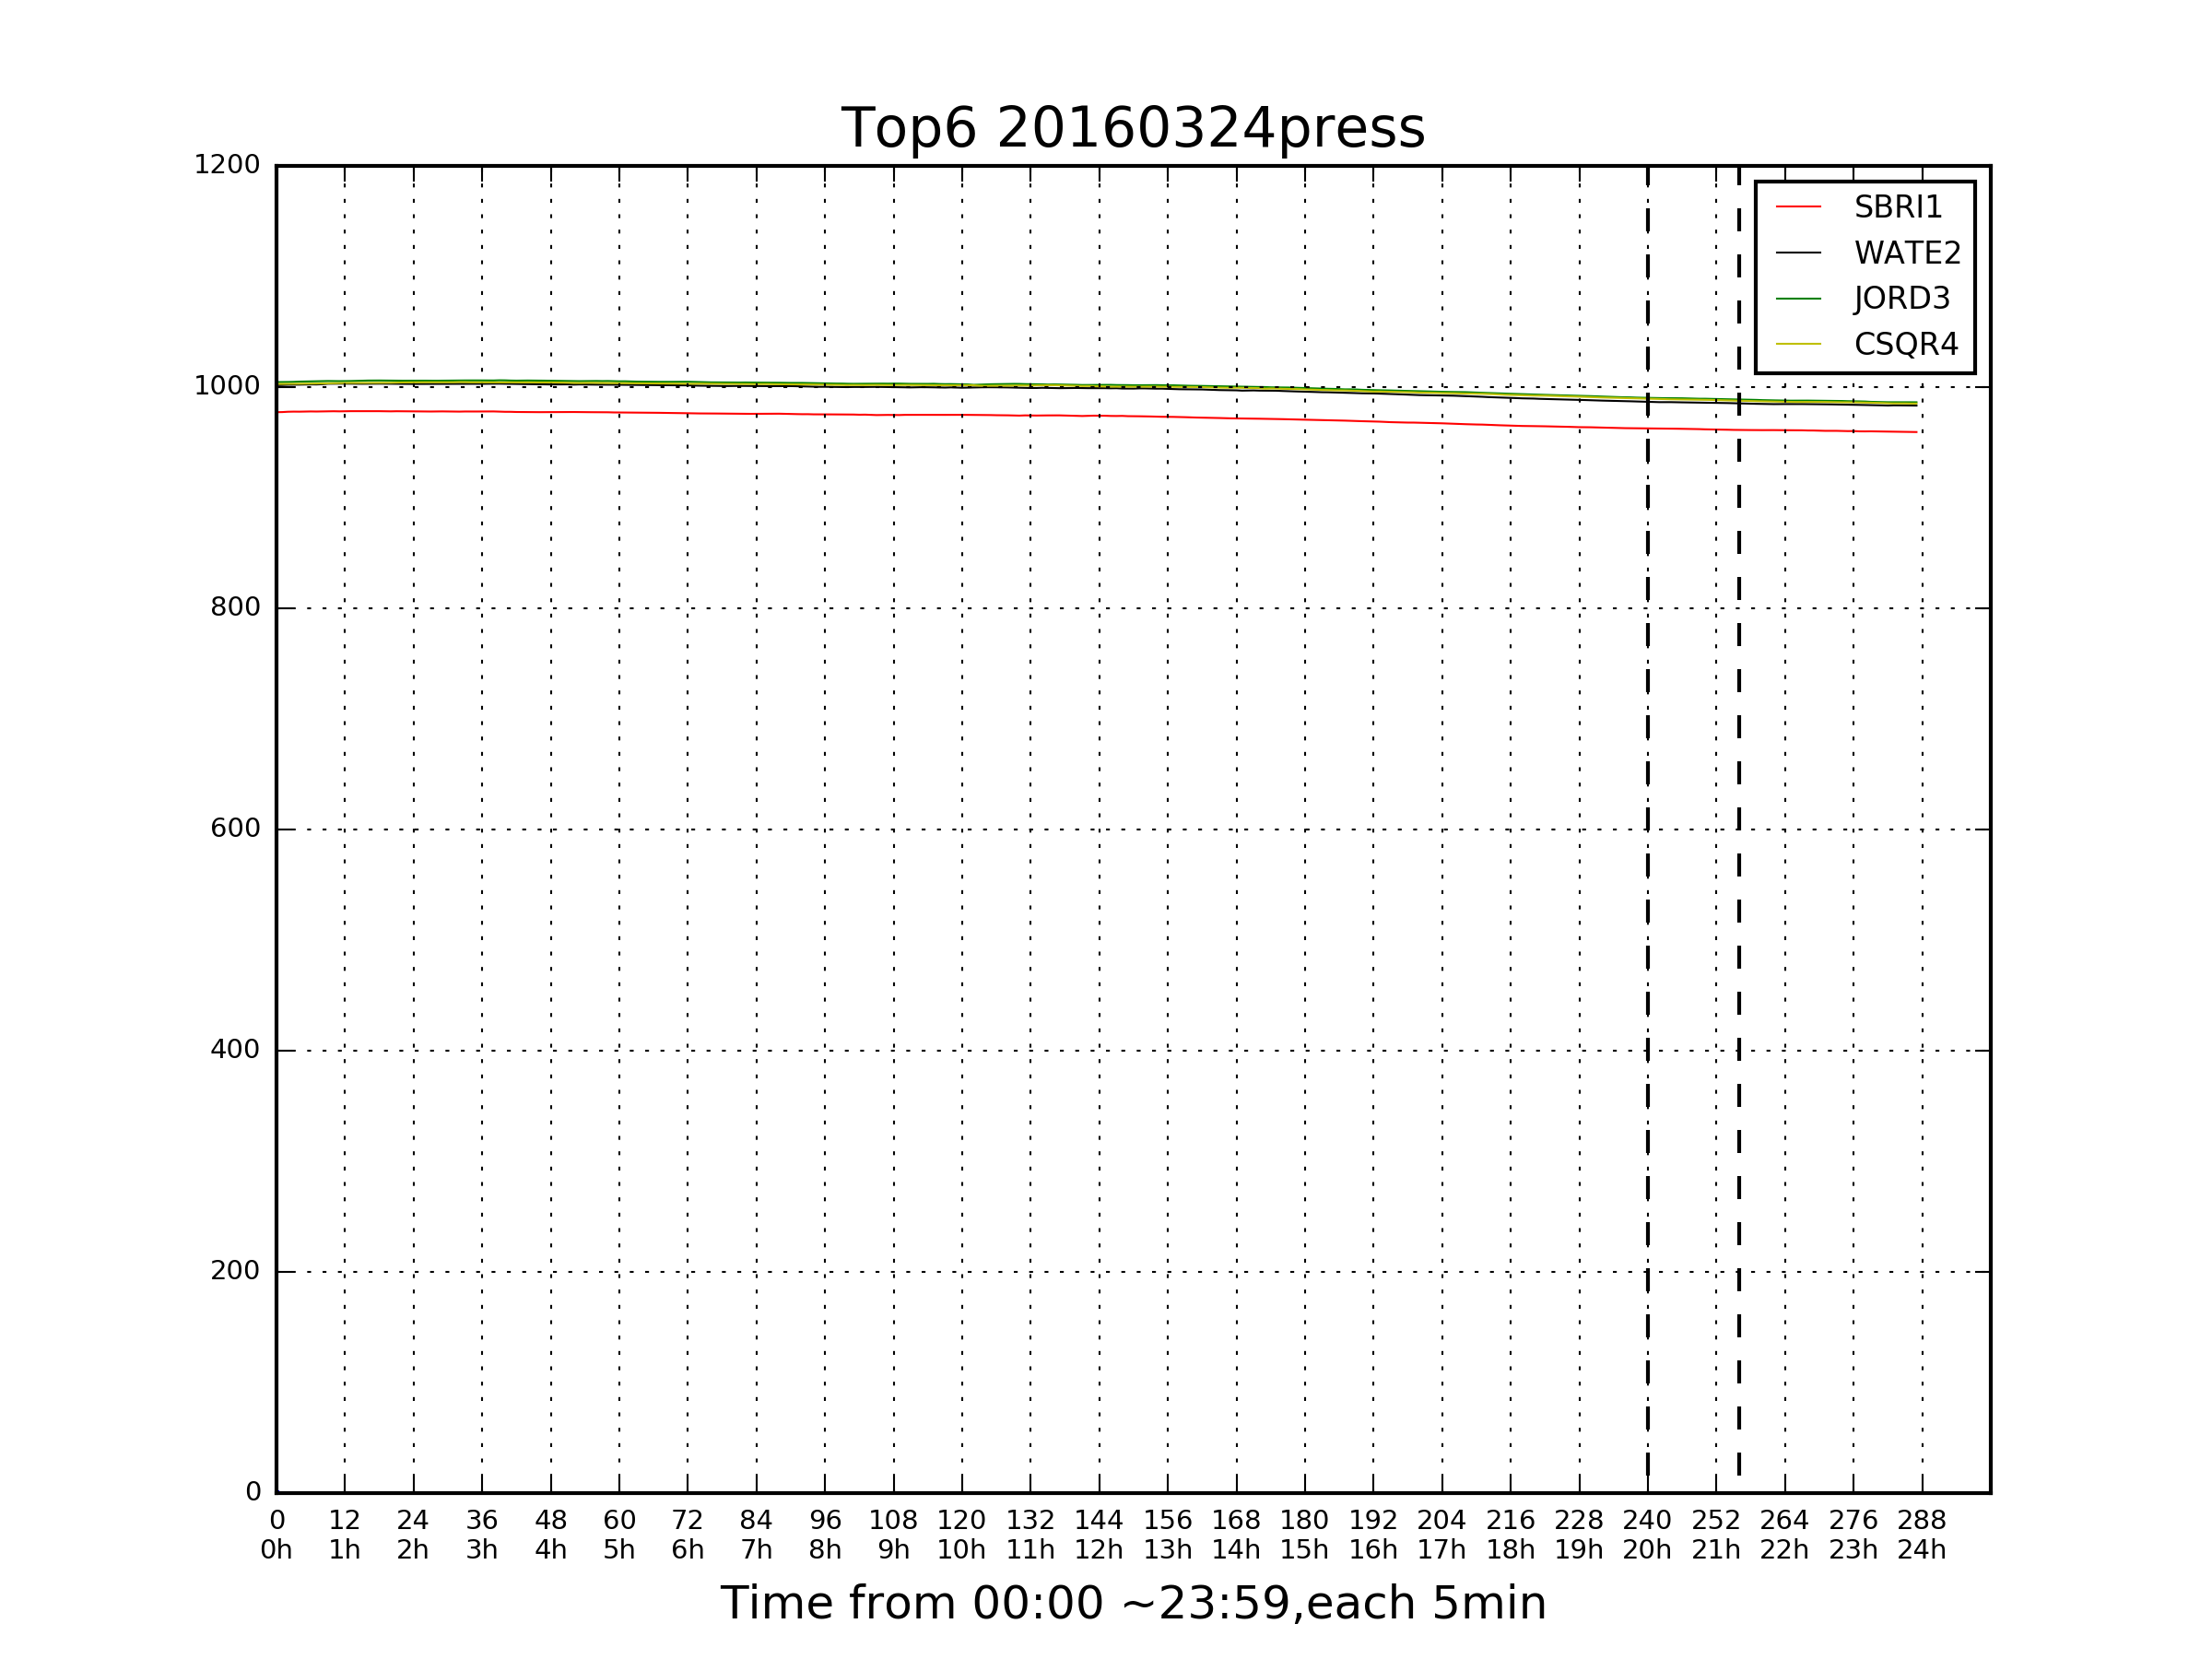 Top6 20160324press
1200
1000
800
600
400
200
0
SBRI1
WATE2
JORD3
CSQR4
0 12 24 36 48 60 72 84 96 108 120 132 144 156 168 180 192 204 216 228 240 252 264 276 288
0h 1h 2h 3h 4h 5h 6h 7h 8h 9h 10h 11h 12h 13h 14h 15h 16h 17h 18h 19h 20h 21h 22h 23h 24h
Time from 00:00 ~23:59,each 5min